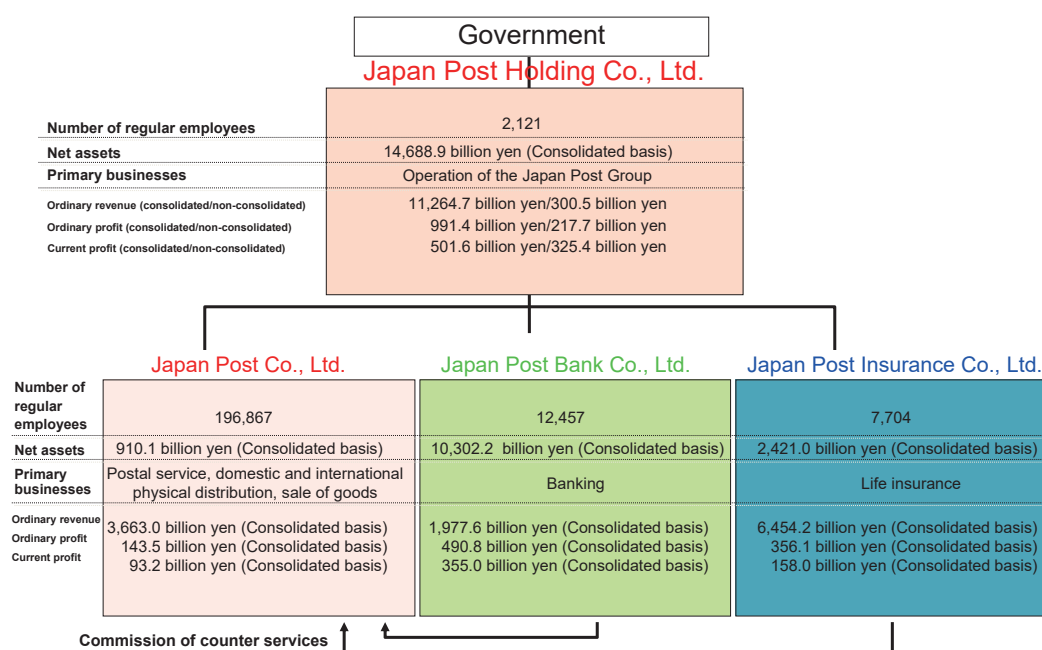 Government
Japan Post Holding Co., Ltd.
Number of regular employees
2,121
Net assets
14,688.9 billion yen (Consolidated basis)
Primary businesses
Operation of the Japan Post Group
Ordinary revenue (consolidated/non-consolidated)
11,264.7 billion yen/300.5 billion yen
Ordinary profit (consolidated/non-consolidated)
991.4 billion yen/217.7 billion yen
Current profit (consolidated/non-consolidated)
501.6 billion yen/325.4 billion yen
Japan Post Co., Ltd.
Japan Post Bank Co., Ltd.
Japan Post Insurance Co., Ltd.
Number of
regular
employees
196,867
12,457
7,704
Net assets
910.1 billion yen (Consolidated basis)
10,302.2 billion yen (Consolidated basis)
2,421.0 billion yen (Consolidated basis)
Primary
businesses
Postal service, domestic and international
physical distribution, sale of goods
Banking
Life insurance
Ordinary revenue
3,663.0 billion yen (Consolidated basis)
1,977.6 billion yen (Consolidated basis)
6,454.2 billion yen (Consolidated basis)
Ordinary profit
143.5 billion yen (Consolidated basis)
490.8 billion yen (Consolidated basis)
356.1 billion yen (Consolidated basis)
Current profit
93.2 billion yen (Consolidated basis)
355.0 billion yen (Consolidated basis)
158.0 billion yen (Consolidated basis)
Commission of counter services